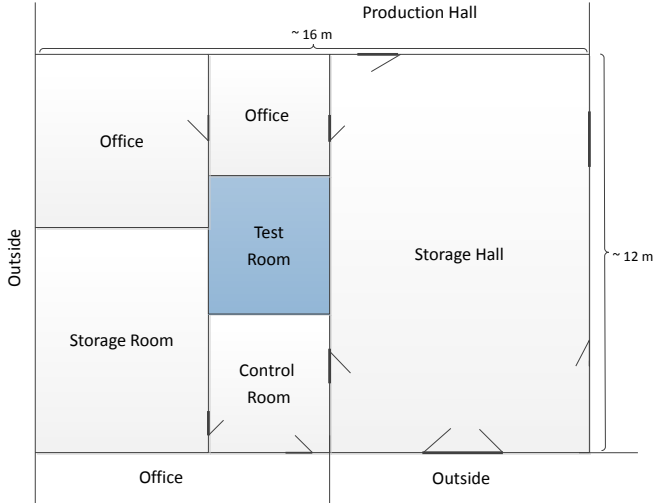 Production Hall
~ 16 m
Office
Office
Test
Room
Storage Hall
~ 12 m
Outside
Storage Room
Control
Room
Office
Outside